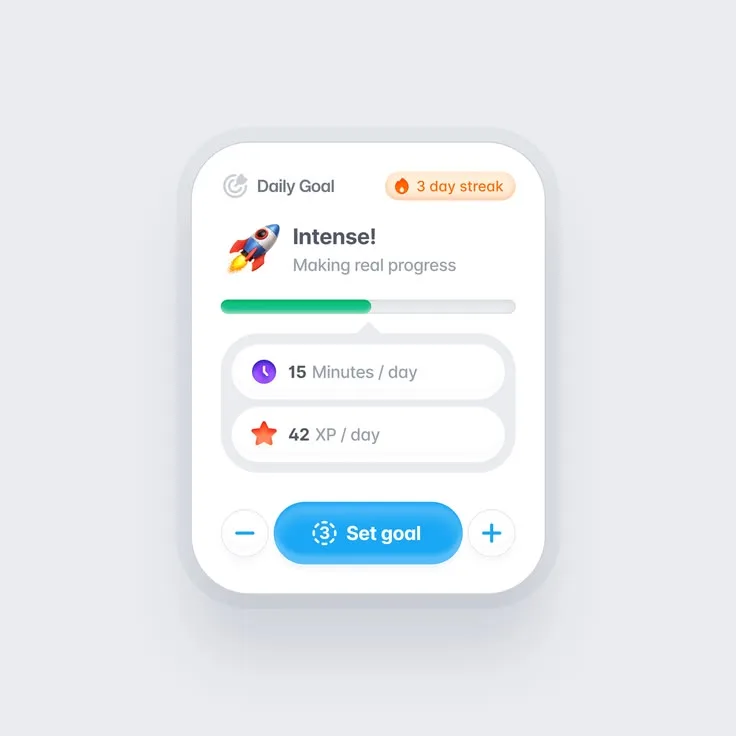 Daily Goal
3 day streak
Intense!
Making real progress
15 Minutes / day
42 XP / day
3 Set goal